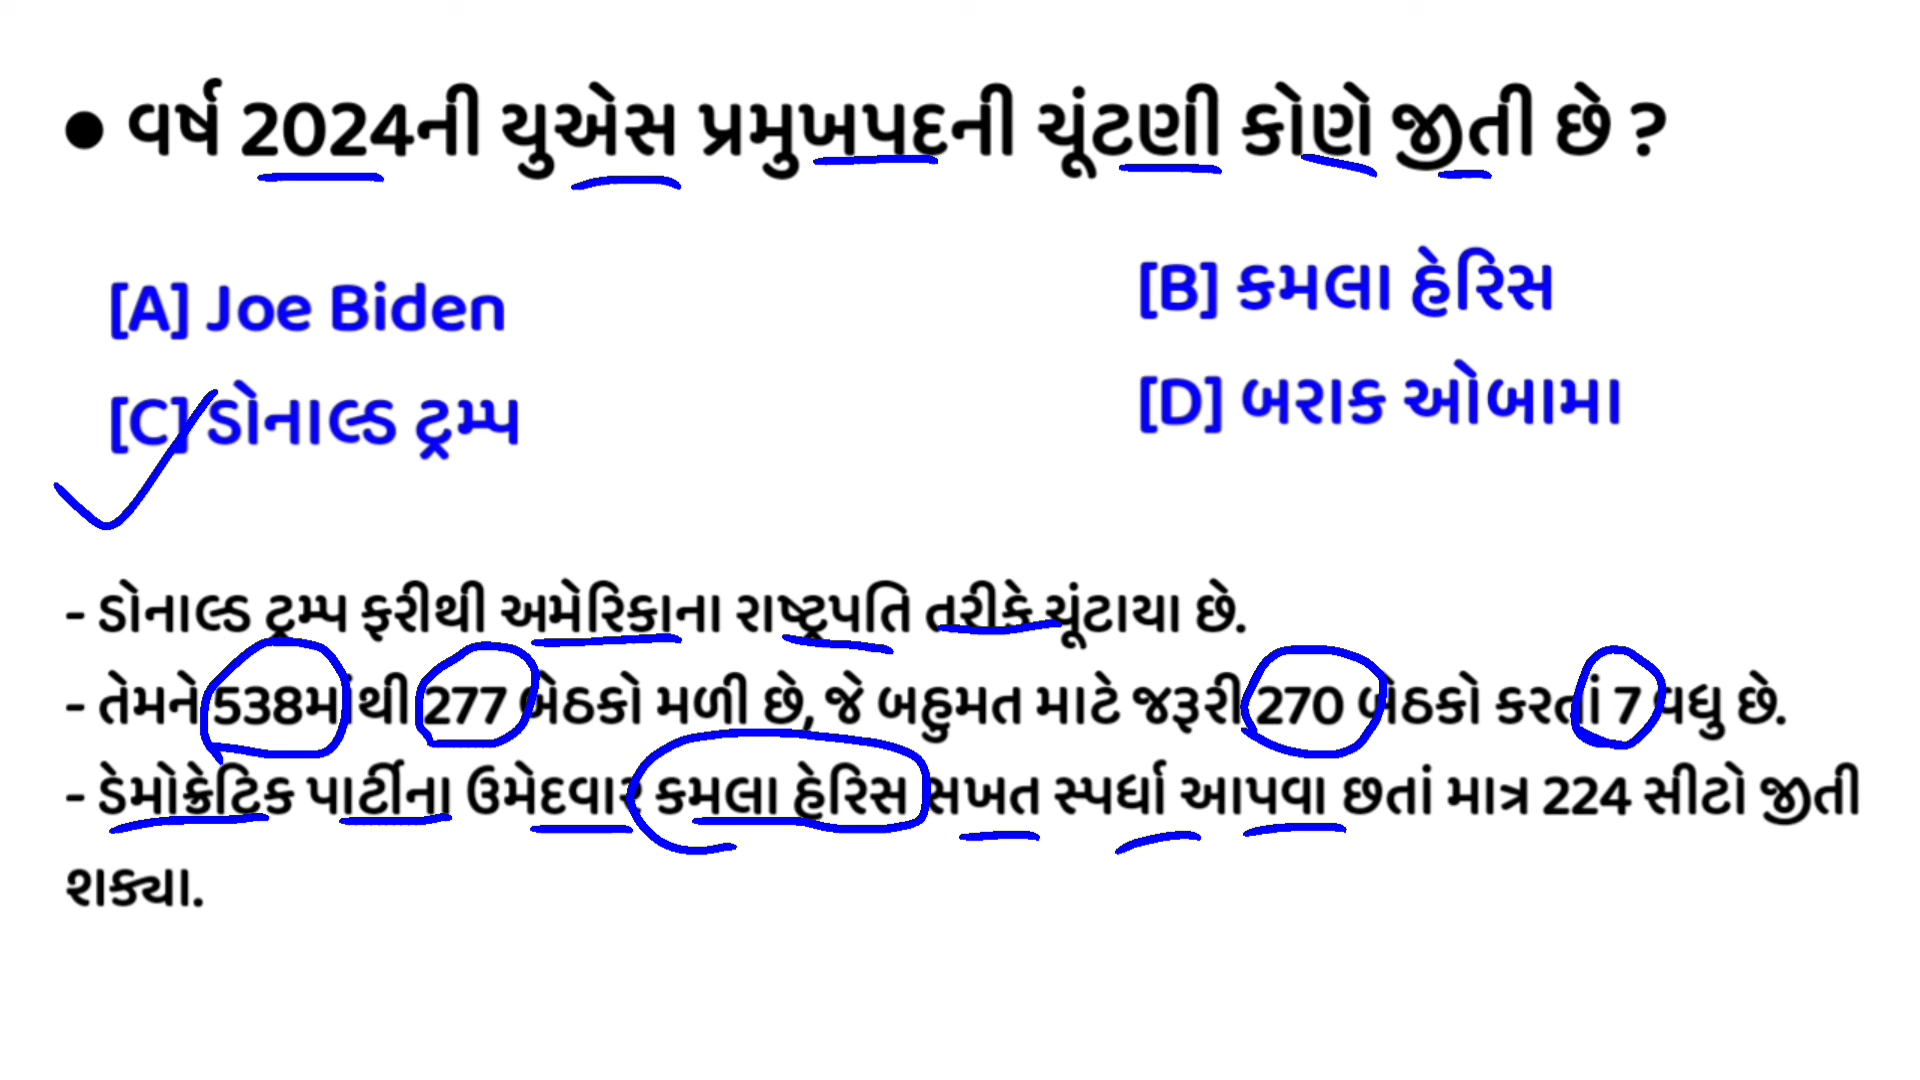 ● વર્ષ 2024ની યુએસ પ્રમુખપદની ચૂંટણી કોણે જીતી છે ?
[A] Joe Biden
[B] કમલા હેરિસ
[C] ડોનાલ્ડ ટ્રમ્પ
[D] બરાક ઓબામા
- ડોનાલ્ડ ટ્રમ્પ ફરીથી અમેરિકાના રાષ્ટ્રપતિ તરીકે ચૂંટાયા છે.
- તેમને 538માંથી 277 બેઠકો મળી છે, જે બહુમત માટે જરૂરી 270 બેઠકો કરતાં 7 વધુ છે.
- ડેમોક્રેટિક પાર્ટીના ઉમેદવાર કમલા હેરિસ સખત સ્પર્ધા આપવા છતાં માત્ર 224 સીટો જીતી
શક્યા.